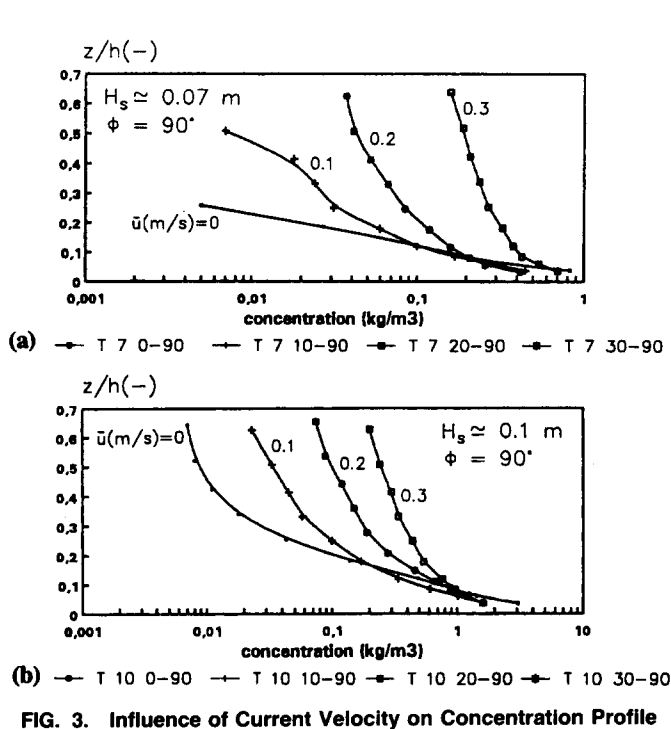 z/h(-)
0,7
0,6
0,5
0,4
0,3
0,2
0,1
0
H_s ≃ 0.07 m
ϕ = 90°
0.1
0.2
0.3
ū(m/s)=0
0,001 0,01 0,1 1
concentration (kg/m3)
(a) T 7 0-90 T 7 10-90 T 7 20-90 T 7 30-90
z/h(-)
0,7
0,6
0,5
0,4
0,3
0,2
0,1
0
ū(m/s)=0
0.1
0.2
0.3
H_s ≃ 0.1 m
ϕ = 90°
0,001 0,01 0,1 1 10
concentration (kg/m3)
(b) T 10 0-90 T 10 10-90 T 10 20-90 T 10 30-90
FIG. 3. Influence of Current Velocity on Concentration Profile